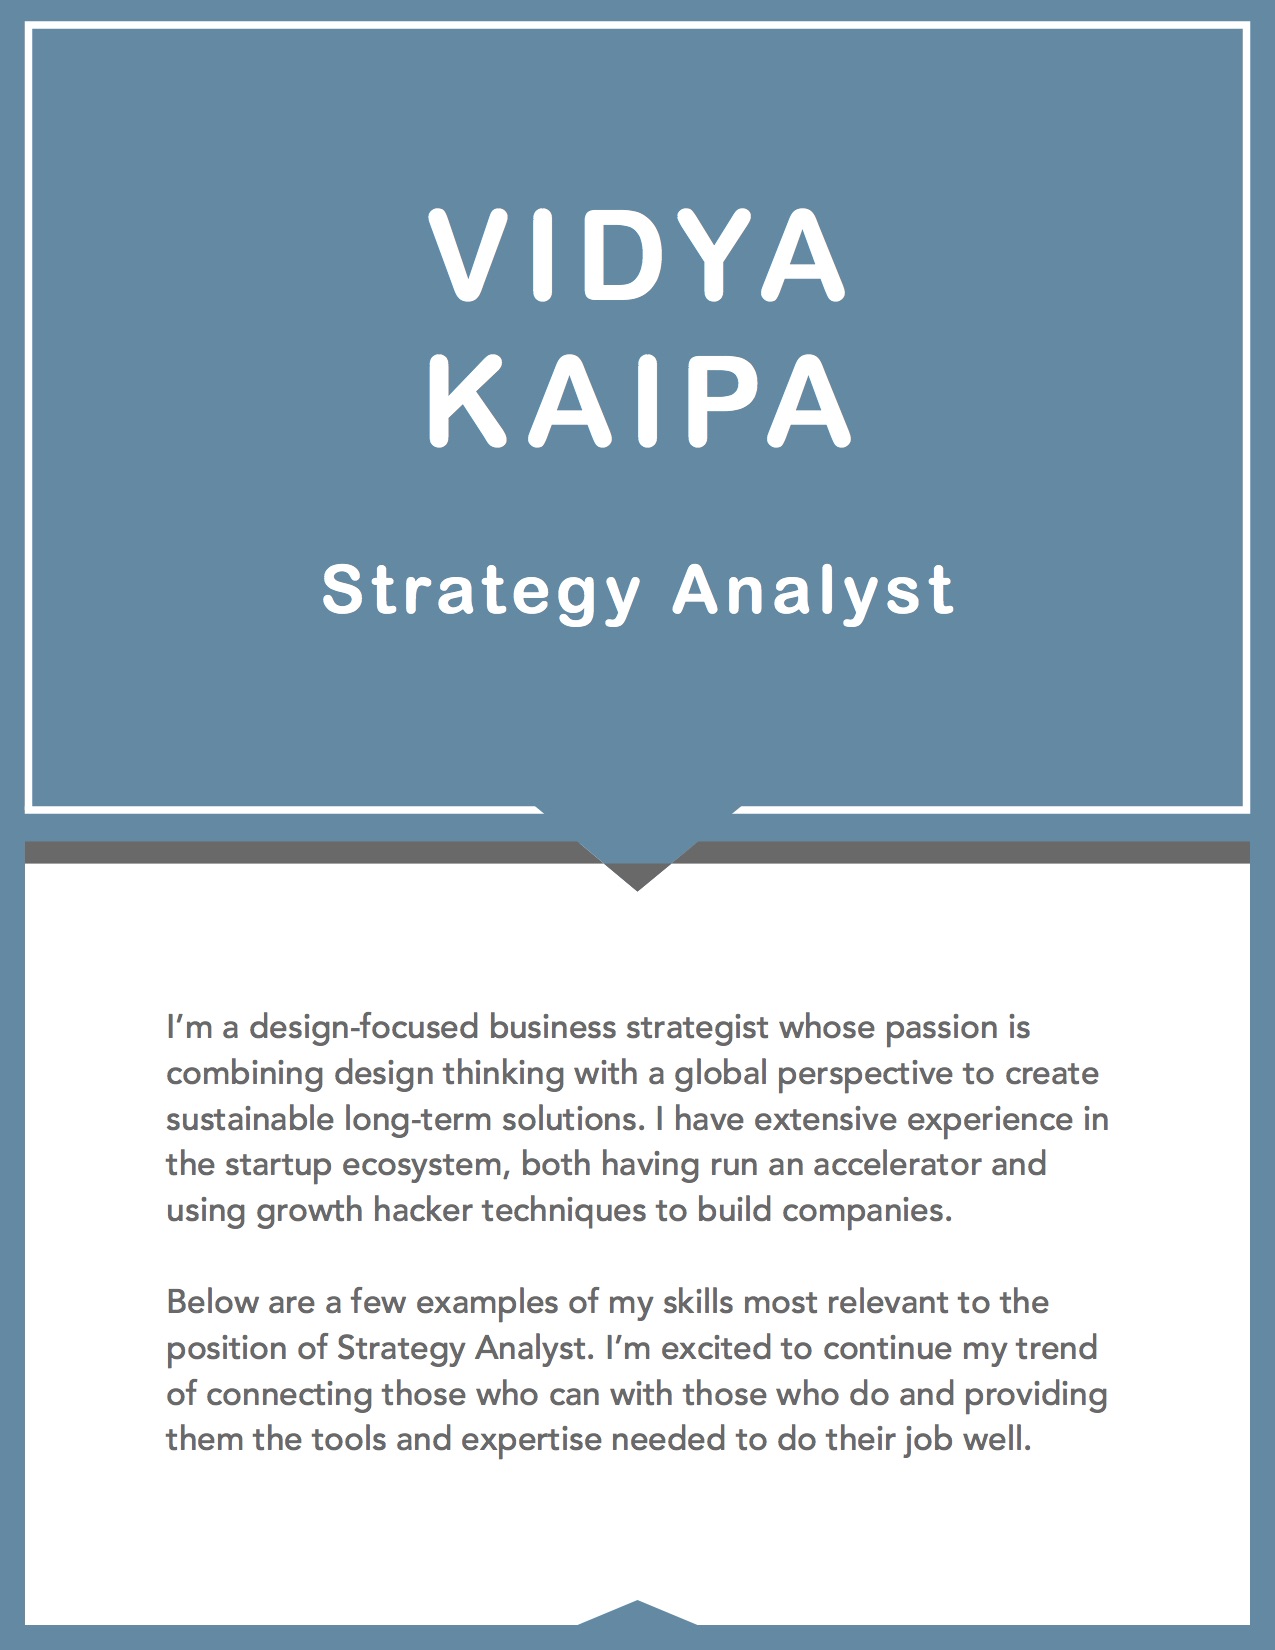 VIDYA
KAIPA
Strategy Analyst
I’m a design-focused business strategist whose passion is
combining design thinking with a global perspective to create
sustainable long-term solutions. I have extensive experience in
the startup ecosystem, both having run an accelerator and
using growth hacker techniques to build companies.
Below are a few examples of my skills most relevant to the
position of Strategy Analyst. I’m excited to continue my trend
of connecting those who can with those who do and providing
them the tools and expertise needed to do their job well.